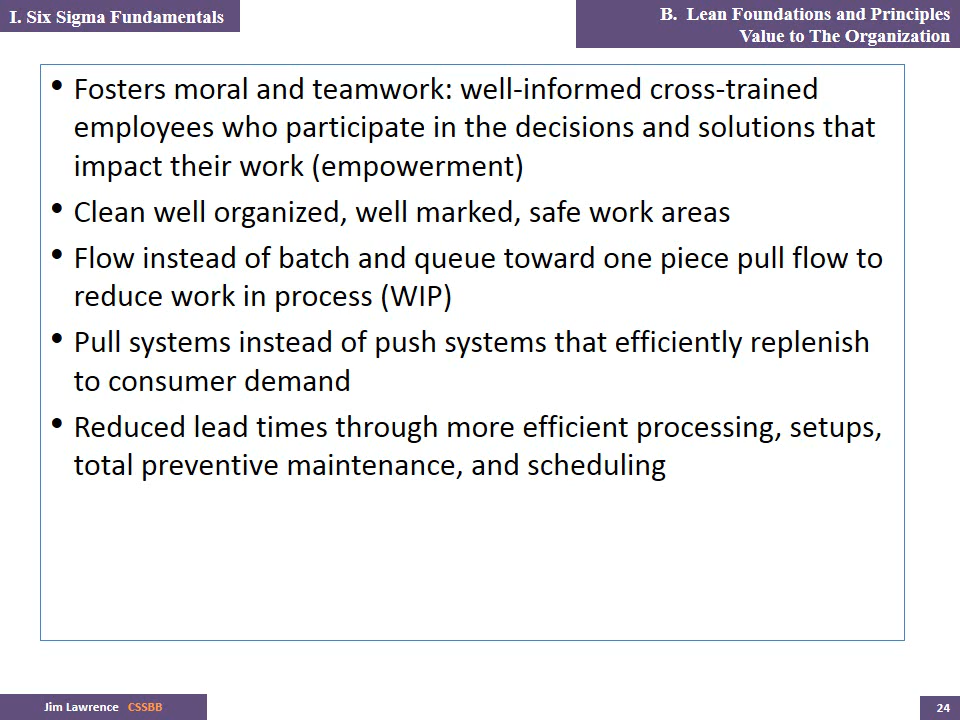 I. Six Sigma Fundamentals
B. Lean Foundations and Principles
Value to The Organization
• Fosters moral and teamwork: well-informed cross-trained
employees who participate in the decisions and solutions that
impact their work (empowerment)
• Clean well organized, well marked, safe work areas
• Flow instead of batch and queue toward one piece pull flow to
reduce work in process (WIP)
• Pull systems instead of push systems that efficiently replenish
to consumer demand
• Reduced lead times through more efficient processing, setups,
total preventive maintenance, and scheduling
Jim Lawrence CSSBB
24